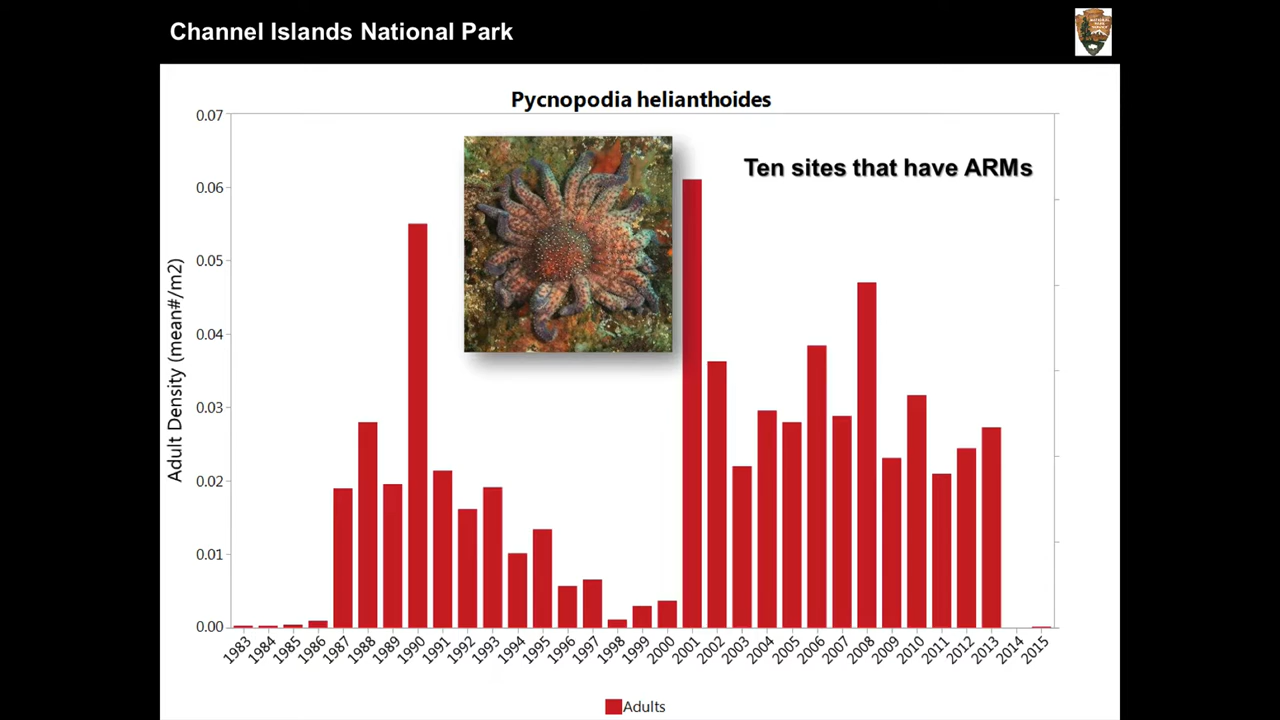 Channel Islands National Park
Pycnopodia helianthoides
Ten sites that have ARMs
Adult Density (mean#/m2)
0.07
0.06
0.05
0.04
0.03
0.02
0.01
0.00
1983 1984 1985 1986 1987 1988 1989 1990 1991 1992 1993 1994 1995 1996 1997 1998 1999 2000 2001 2002 2003 2004 2005 2006 2007 2008 2009 2010 2011 2012 2013 2014 2015
Adults